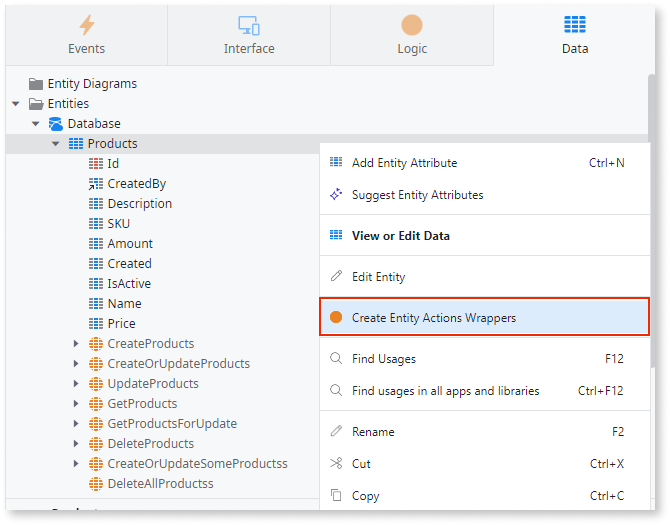 Events
Interface
Logic
Data
Entity Diagrams
Entities
Database
Products
Id
CreatedBy
Description
SKU
Amount
Created
IsActive
Name
Price
CreateProducts
CreateOrUpdateProducts
UpdateProducts
GetProducts
GetProductsForUpdate
DeleteProducts
CreateOrUpdateSomeProductss
DeleteAllProductss
Add Entity Attribute Ctrl+N
Suggest Entity Attributes
View or Edit Data
Edit Entity
Create Entity Actions Wrappers
Find Usages F12
Find usages in all apps and libraries Ctrl+F12
Rename F2
Cut Ctrl+X
Copy Ctrl+C